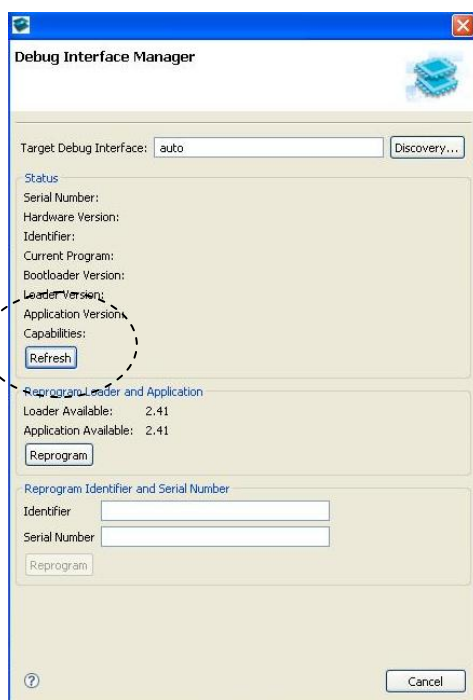 Debug Interface Manager
Target Debug Interface: auto Discovery...
Status
Serial Number:
Hardware Version:
Identifier:
Current Program:
Bootloader Version:
Loader Version:
Application Version:
Capabilities:
Refresh
Reprogram Loader and Application
Loader Available: 2.41
Application Available: 2.41
Reprogram
Reprogram Identifier and Serial Number
Identifier
Serial Number
Reprogram
? Cancel